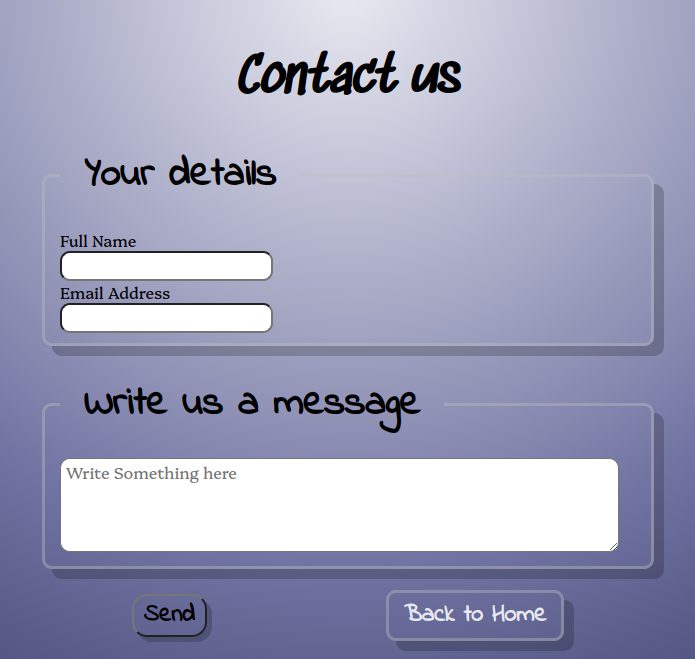 Contact us
Your details
Full Name
Email Address
Write us a message
Write Something here
Send
Back to Home